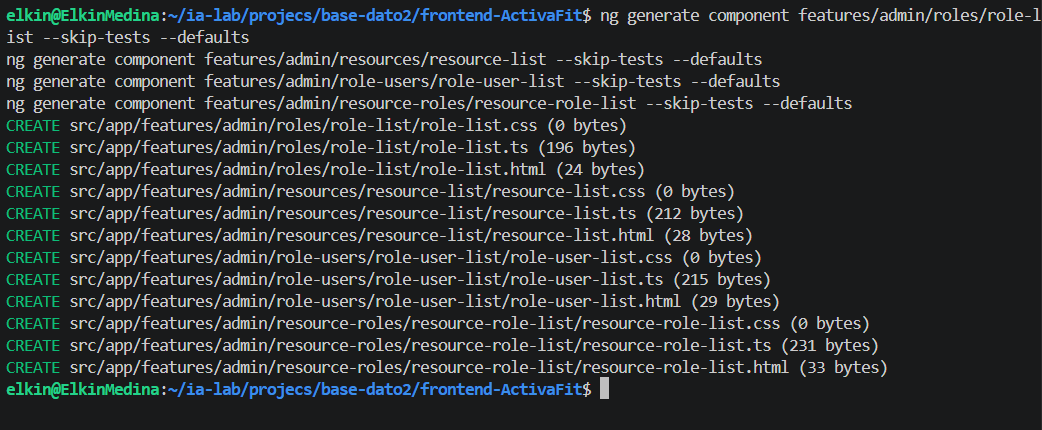 elkin@ElkinMedina:~/ia-lab/projecs/base-dato2/frontend-ActivaFit$ ng generate component features/admin/roles/role-l
ist --skip-tests --defaults
ng generate component features/admin/resources/resource-list --skip-tests --defaults
ng generate component features/admin/role-users/role-user-list --skip-tests --defaults
ng generate component features/admin/resource-roles/resource-role-list --skip-tests --defaults
CREATE src/app/features/admin/roles/role-list/role-list.css (0 bytes)
CREATE src/app/features/admin/roles/role-list/role-list.ts (196 bytes)
CREATE src/app/features/admin/roles/role-list/role-list.html (24 bytes)
CREATE src/app/features/admin/resources/resource-list/resource-list.css (0 bytes)
CREATE src/app/features/admin/resources/resource-list/resource-list.ts (212 bytes)
CREATE src/app/features/admin/resources/resource-list/resource-list.html (28 bytes)
CREATE src/app/features/admin/role-users/role-user-list/role-user-list.css (0 bytes)
CREATE src/app/features/admin/role-users/role-user-list/role-user-list.ts (215 bytes)
CREATE src/app/features/admin/role-users/role-user-list/role-user-list.html (29 bytes)
CREATE src/app/features/admin/resource-roles/resource-role-list/resource-role-list.css (0 bytes)
CREATE src/app/features/admin/resource-roles/resource-role-list/resource-role-list.ts (231 bytes)
CREATE src/app/features/admin/resource-roles/resource-role-list/resource-role-list.html (33 bytes)
elkin@ElkinMedina:~/ia-lab/projecs/base-dato2/frontend-ActivaFit$